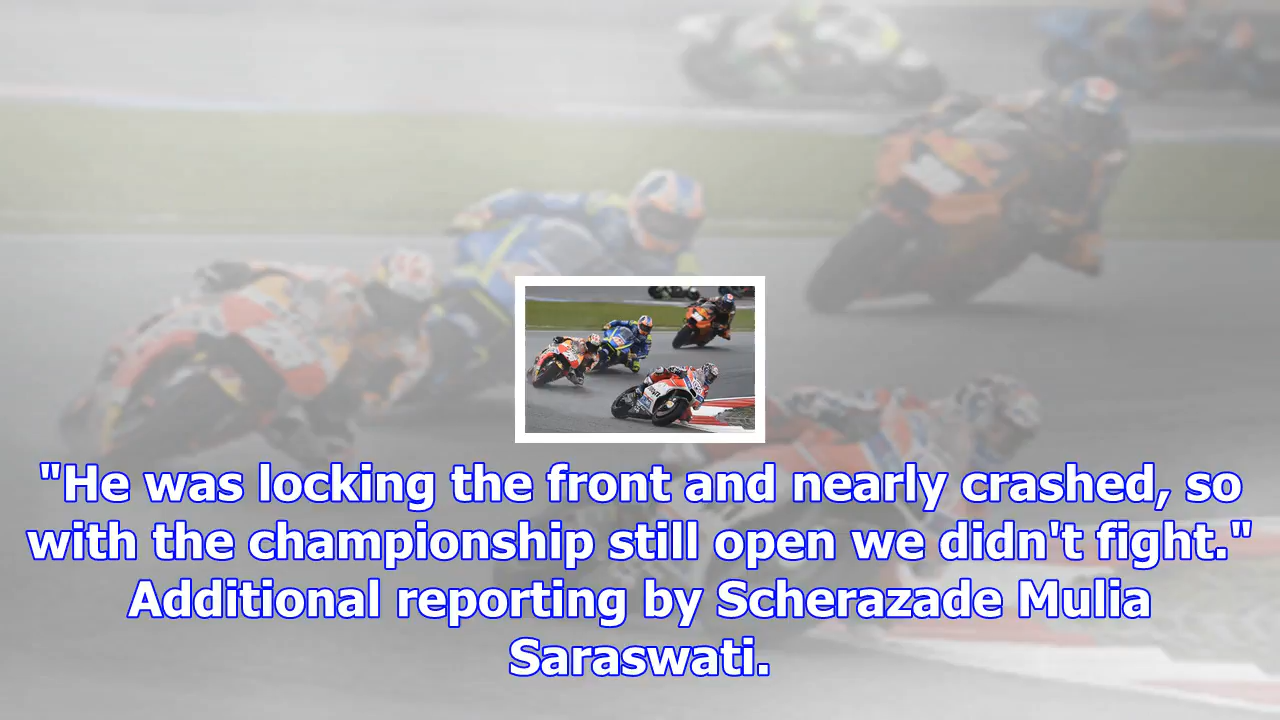 "He was locking the front and nearly crashed, so
with the championship still open we didn't fight."
Additional reporting by Scherazade Mulia
Saraswati.